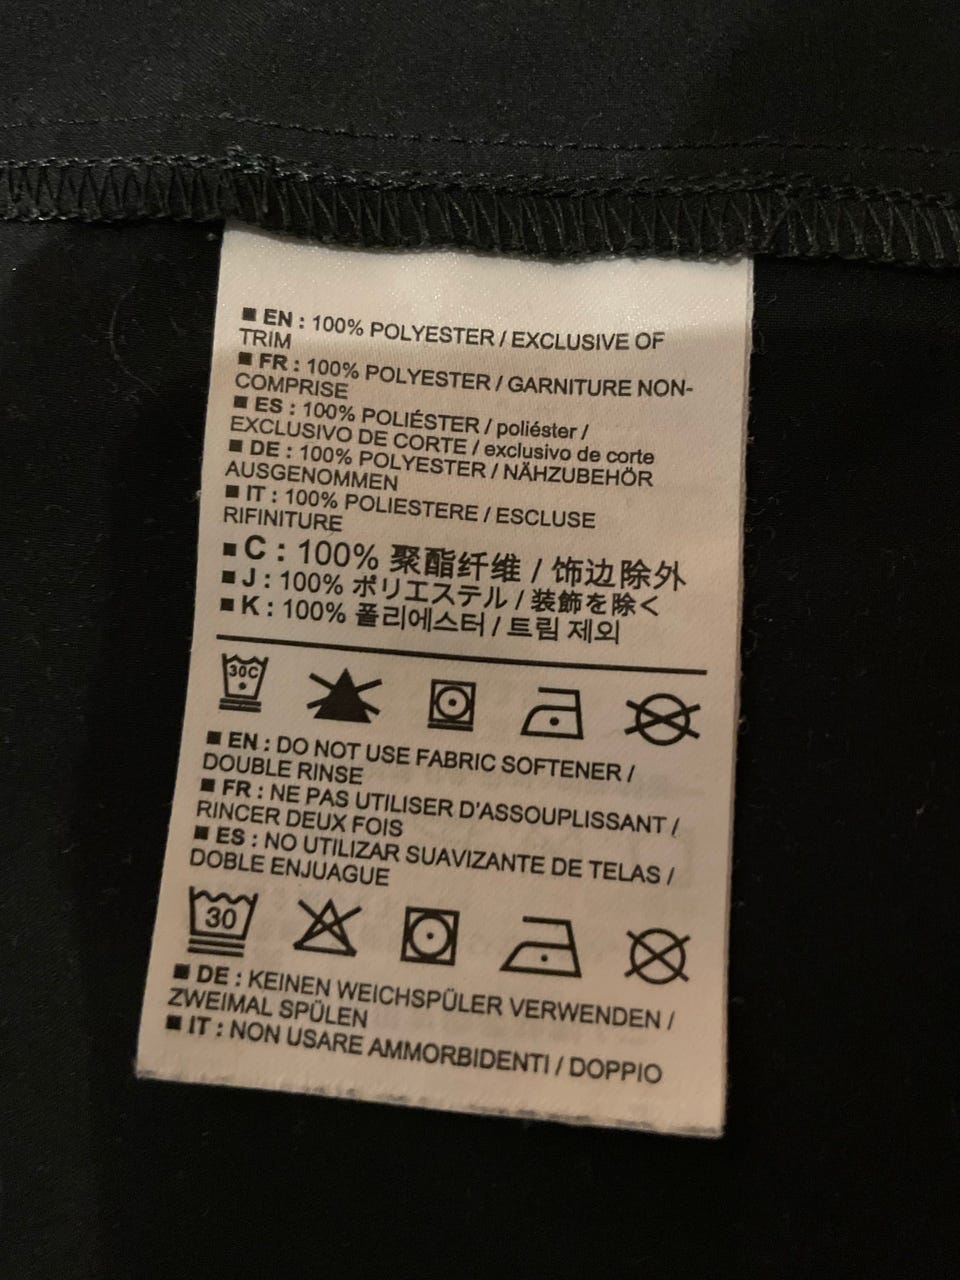 ■ EN : 100% POLYESTER / EXCLUSIVE OF
TRIM
■ FR : 100% POLYESTER / GARNITURE NON-
COMPRISE
■ ES : 100% POLIÉSTER / poliéster /
EXCLUSIVO DE CORTE / exclusivo de corte
■ DE : 100% POLYESTER / NÄHZUBEHÖR
AUSGENOMMEN
■ IT : 100% POLIESTERE / ESCLUSE
RIFINITURE
■ C : 100% 聚酯纤维 / 饰边除外
■ J : 100% ポリエステル / 装飾を除く
■ K : 100% 폴리에스터 / 트림 제외
30C
■ EN : DO NOT USE FABRIC SOFTENER /
DOUBLE RINSE
■ FR : NE PAS UTILISER D'ASSOUPLISSANT /
RINCER DEUX FOIS
■ ES : NO UTILIZAR SUAVIZANTE DE TELAS /
DOBLE ENJUAGUE
30
■ DE : KEINEN WEICHSPÜLER VERWENDEN /
ZWEIMAL SPÜLEN
■ IT : NON USARE AMMORBIDENTI / DOPPIO